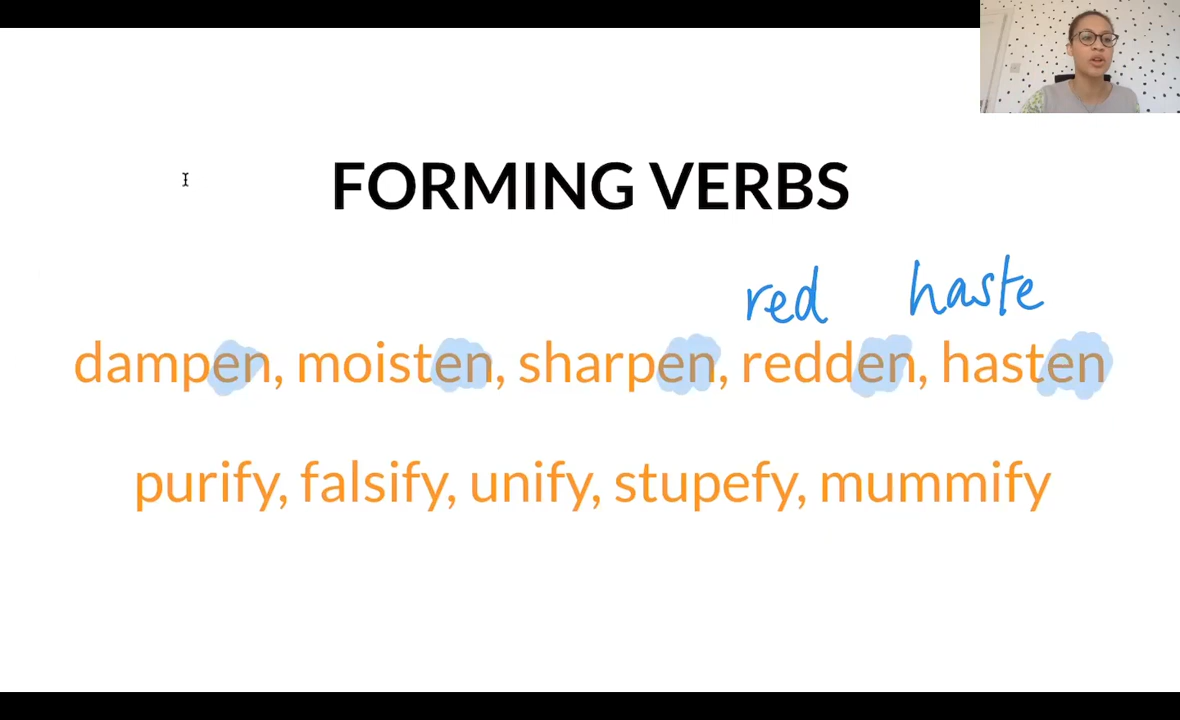 FORMING VERBS
red haste
dampen, moisten, sharpen, redden, hasten
purify, falsify, unify, stupefy, mummify